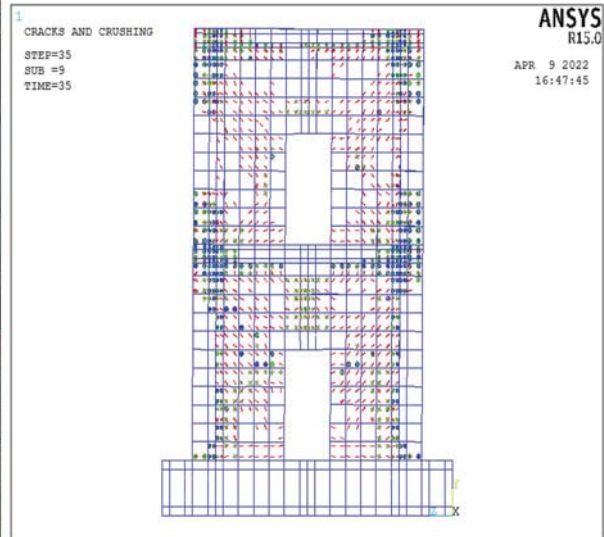 1
CRACKS AND CRUSHING
STEP=35
SUB =9
TIME=35
ANSYS
R15.0
APR 9 2022
16:47:45
Y
Z X